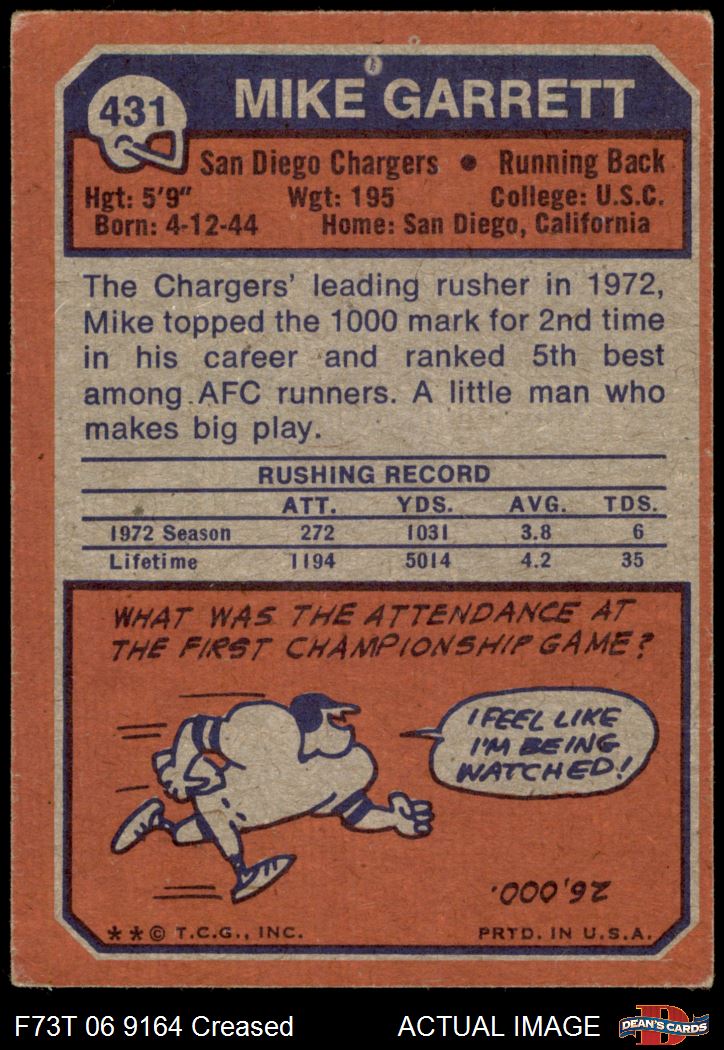 431
MIKE GARRETT
San Diego Chargers • Running Back
Hgt: 5'9" Wgt: 195 College: U.S.C.
Born: 4-12-44 Home: San Diego, California
The Chargers' leading rusher in 1972,
Mike topped the 1000 mark for 2nd time
in his career and ranked 5th best
among AFC runners. A little man who
makes big play.
RUSHING RECORD
ATT. YDS. AVG. TDS.
1972 Season 272 1031 3.8 6
Lifetime 1194 5014 4.2 35
WHAT WAS THE ATTENDANCE AT
THE FIRST CHAMPIONSHIP GAME?
I FEEL LIKE
I'M BEING
WATCHED!
26,000.
** © T.C.G., INC. PRTD. IN U.S.A.
F73T 06 9164 Creased ACTUAL IMAGE
D
DEAN'S CARDS